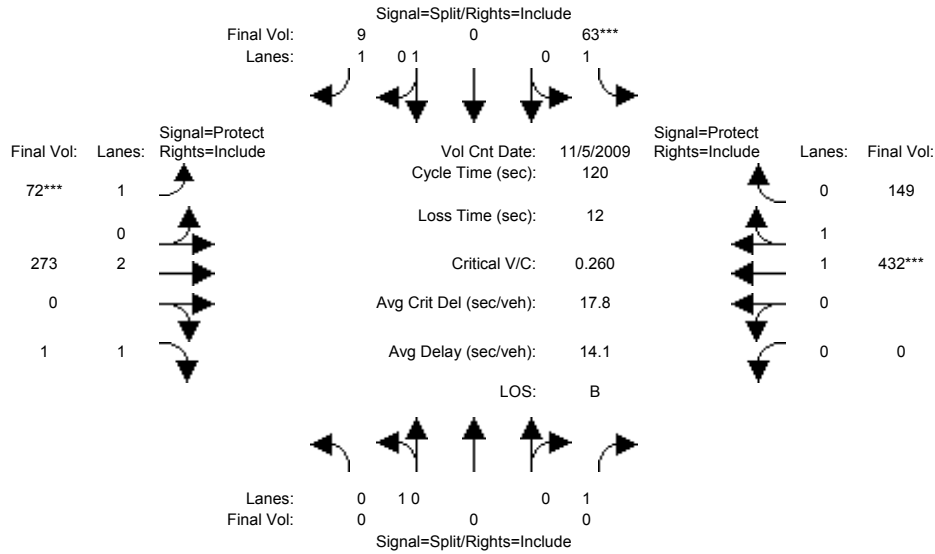 Signal=Split/Rights=Include
Final Vol: 9 0 63***
Lanes: 1 0 1 0 1
Signal=Protect
Final Vol: Lanes: Rights=Include
Vol Cnt Date: 11/5/2009
Signal=Protect
Rights=Include Lanes: Final Vol:
Cycle Time (sec): 120
72*** 1
0 149
Loss Time (sec): 12
0
1
273 2
Critical V/C: 0.260
1 432***
0
Avg Crit Del (sec/veh): 17.8
0
1 1
Avg Delay (sec/veh): 14.1
0 0
LOS: B
Lanes: 0 1 0 0 1
Final Vol: 0 0 0
Signal=Split/Rights=Include